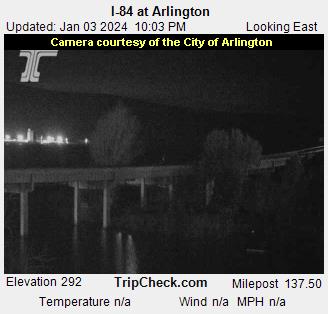 I-84 at Arlington
Updated: Jan 03 2024 10:03 PM Looking East
Camera courtesy of the City of Arlington
Elevation 292 TripCheck.com Milepost 137.50
Temperature n/a Wind n/a MPH n/a